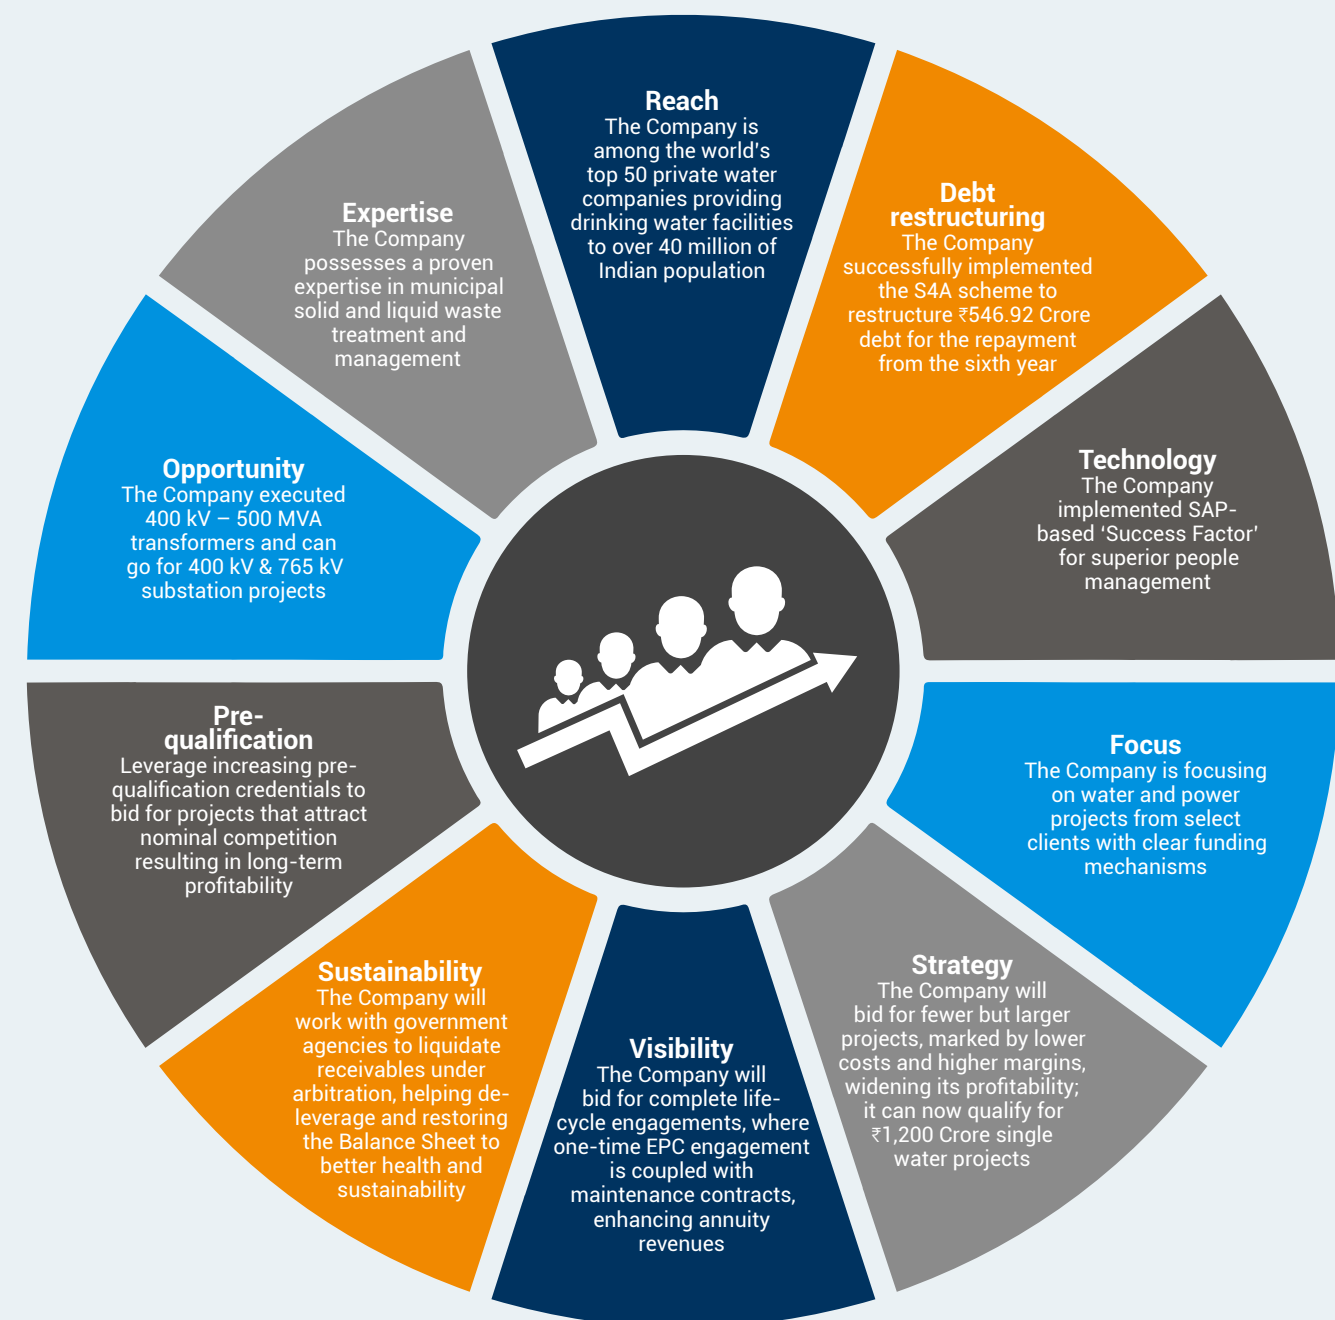 Reach
The Company is
among the world's
top 50 private water
companies providing
drinking water facilities
to over 40 million of
Indian population
Debt
restructuring
The Company
successfully implemented
the S4A scheme to
restructure ₹546.92 Crore
debt for the repayment
from the sixth year
Technology
The Company
implemented SAP-
based ‘Success Factor’
for superior people
management
Focus
The Company is focusing
on water and power
projects from select
clients with clear funding
mechanisms
Strategy
The Company will
bid for fewer but larger
projects, marked by lower
costs and higher margins,
widening its profitability;
it can now qualify for
₹1,200 Crore single
water projects
Visibility
The Company will
bid for complete life-
cycle engagements, where
one-time EPC engagement
is coupled with
maintenance contracts,
enhancing annuity
revenues
Sustainability
The Company will
work with government
agencies to liquidate
receivables under
arbitration, helping de-
leverage and restoring
the Balance Sheet to
better health and
sustainability
Pre-
qualification
Leverage increasing pre-
qualification credentials to
bid for projects that attract
nominal competition
resulting in long-term
profitability
Opportunity
The Company executed
400 kV – 500 MVA
transformers and can
go for 400 kV & 765 kV
substation projects
Expertise
The Company
possesses a proven
expertise in municipal
solid and liquid waste
treatment and
management